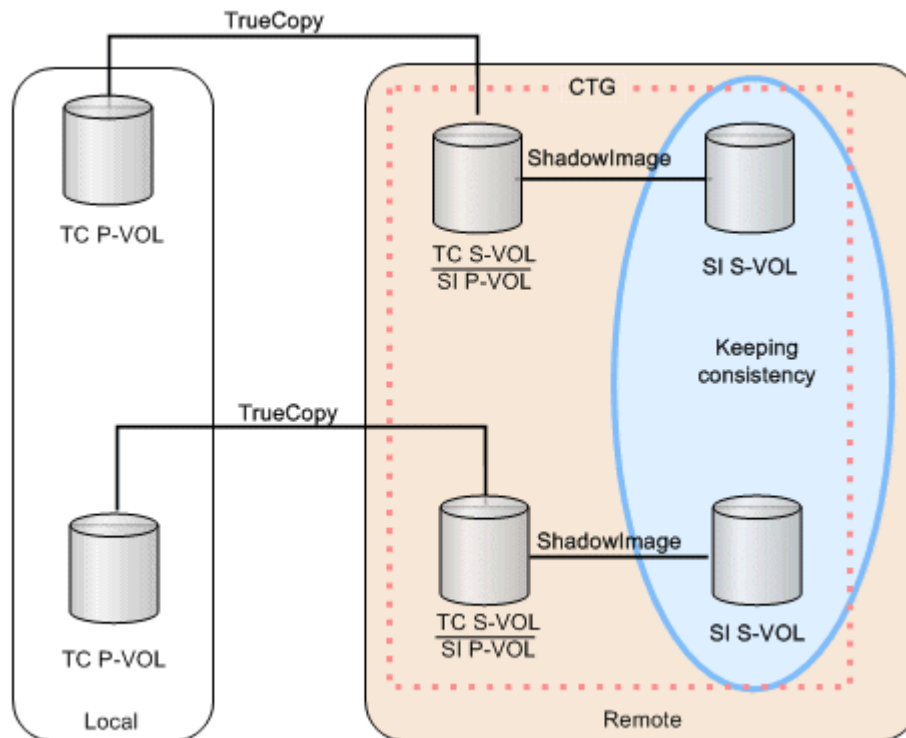 TrueCopy
CTG
ShadowImage
TC P-VOL
TC S-VOL
SI P-VOL
SI S-VOL
Keeping
consistency
TrueCopy
ShadowImage
TC P-VOL
TC S-VOL
SI P-VOL
SI S-VOL
Local
Remote